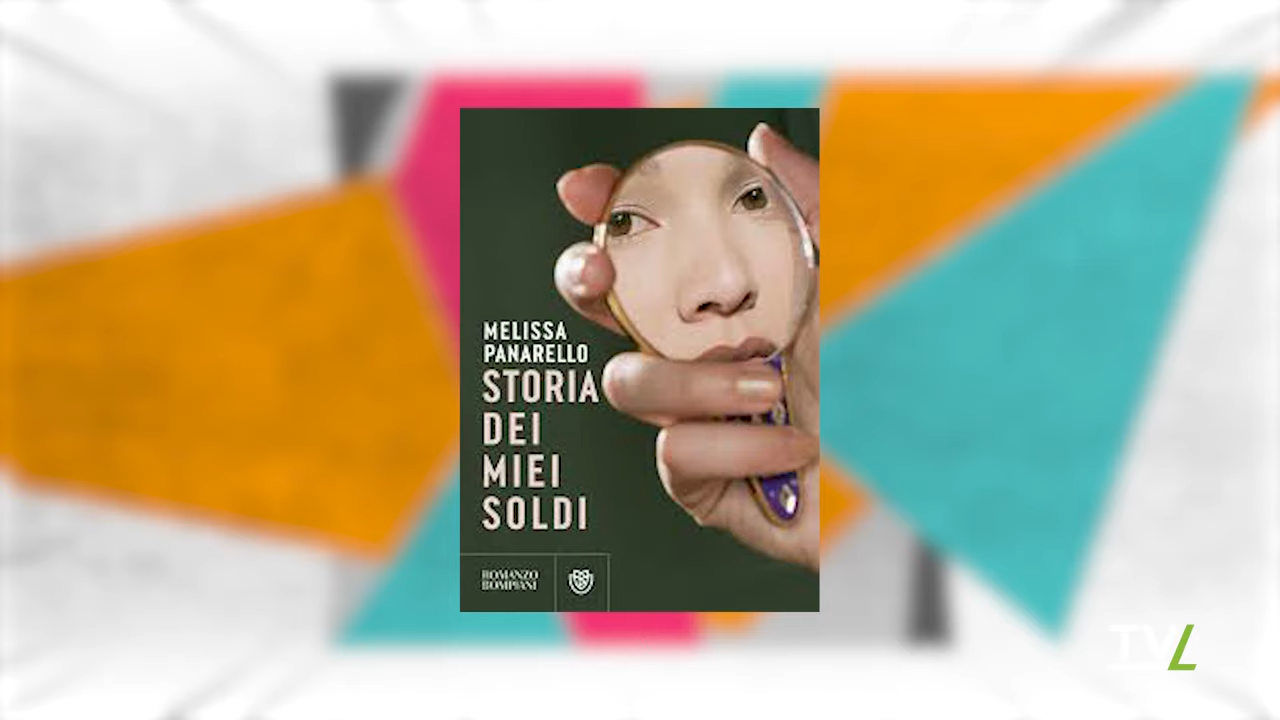 MELISSA
PANARELLO
STORIA
DEI
MIEI
SOLDI
ROMANZO
BOMPIANI
TVL